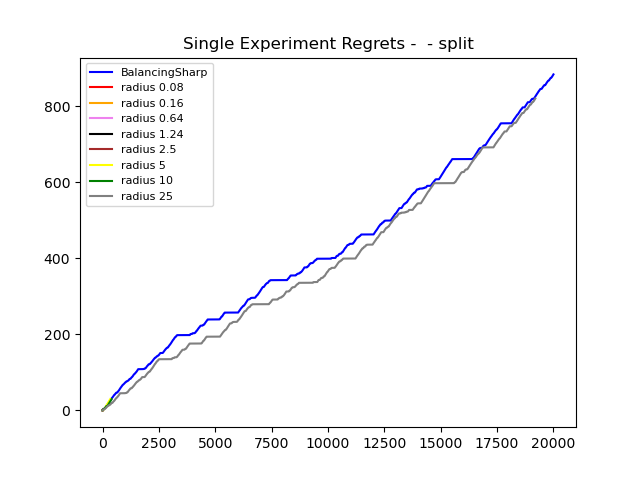 Single Experiment Regrets -  - split
BalancingSharp
radius 0.08
radius 0.16
radius 0.64
radius 1.24
radius 2.5
radius 5
radius 10
radius 25
800
600
400
200
0
0 2500 5000 7500 10000 12500 15000 17500 20000